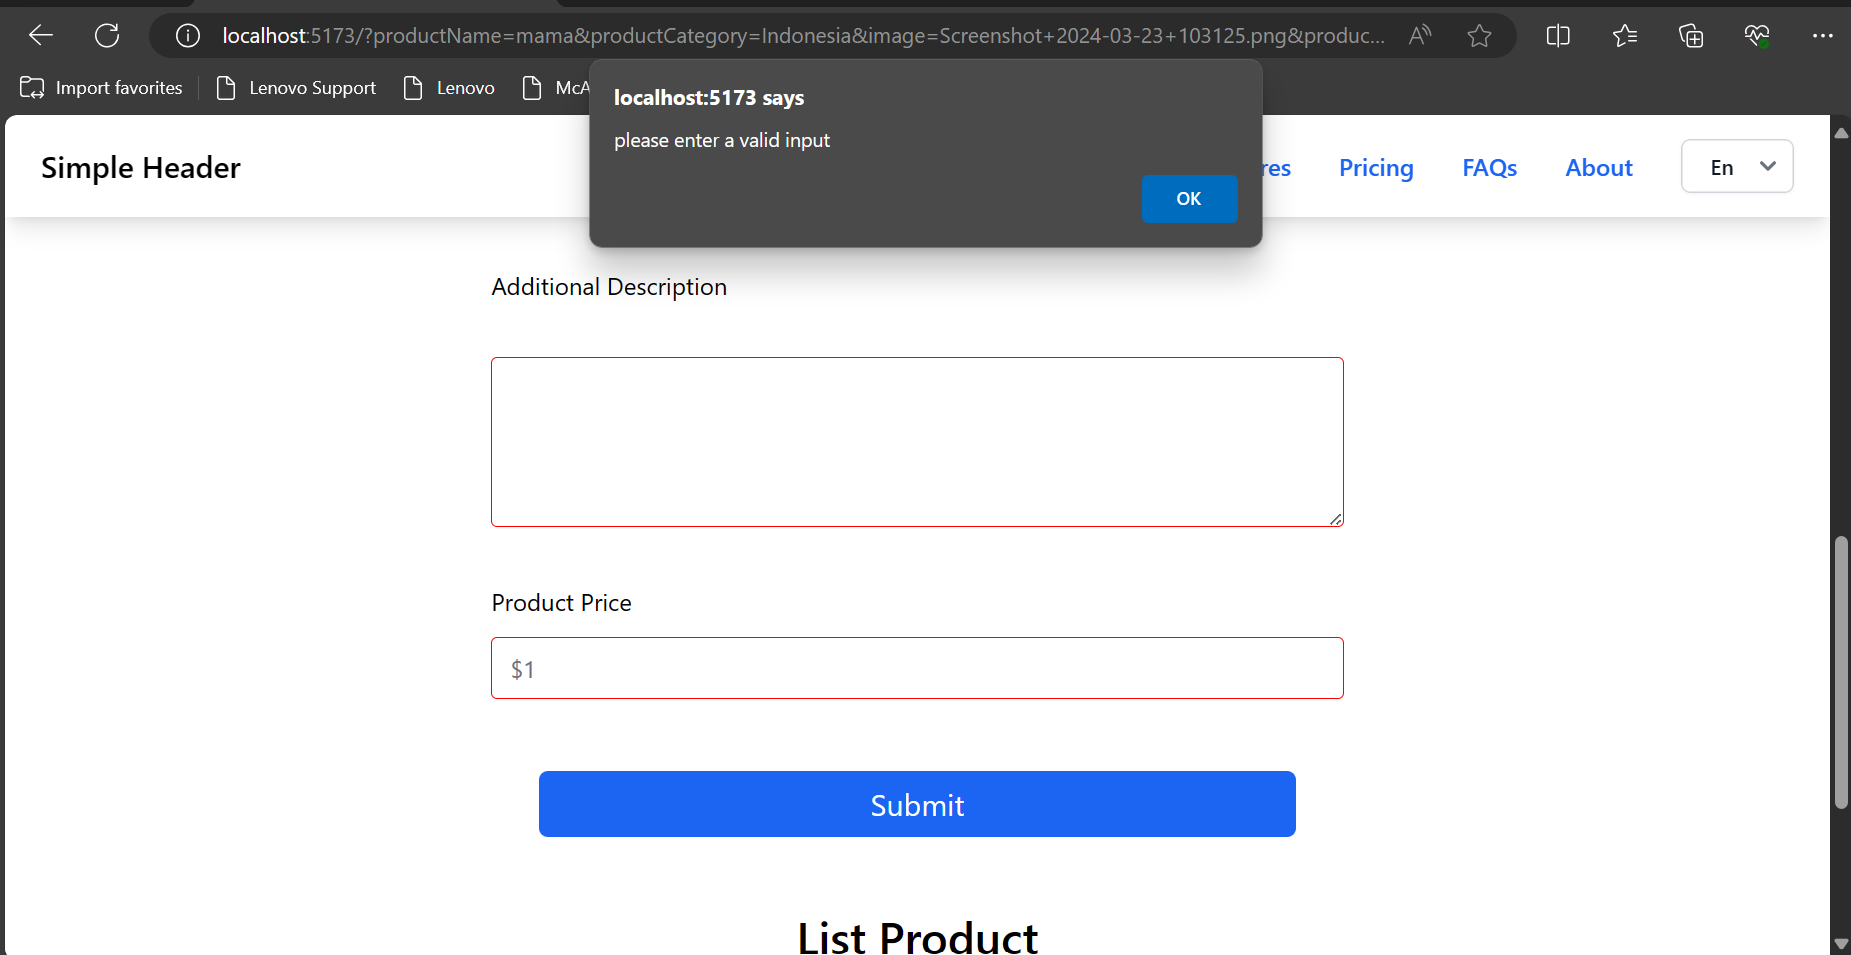 localhost:5173/?productName=mama&productCategory=Indonesia&image=Screenshot+2024-03-23+103125.png&produc...
Import favorites
Lenovo Support
Lenovo
McA
localhost:5173 says
please enter a valid input
OK
Simple Header
res
Pricing
FAQs
About
En
Additional Description
Product Price
$1
Submit
List Product